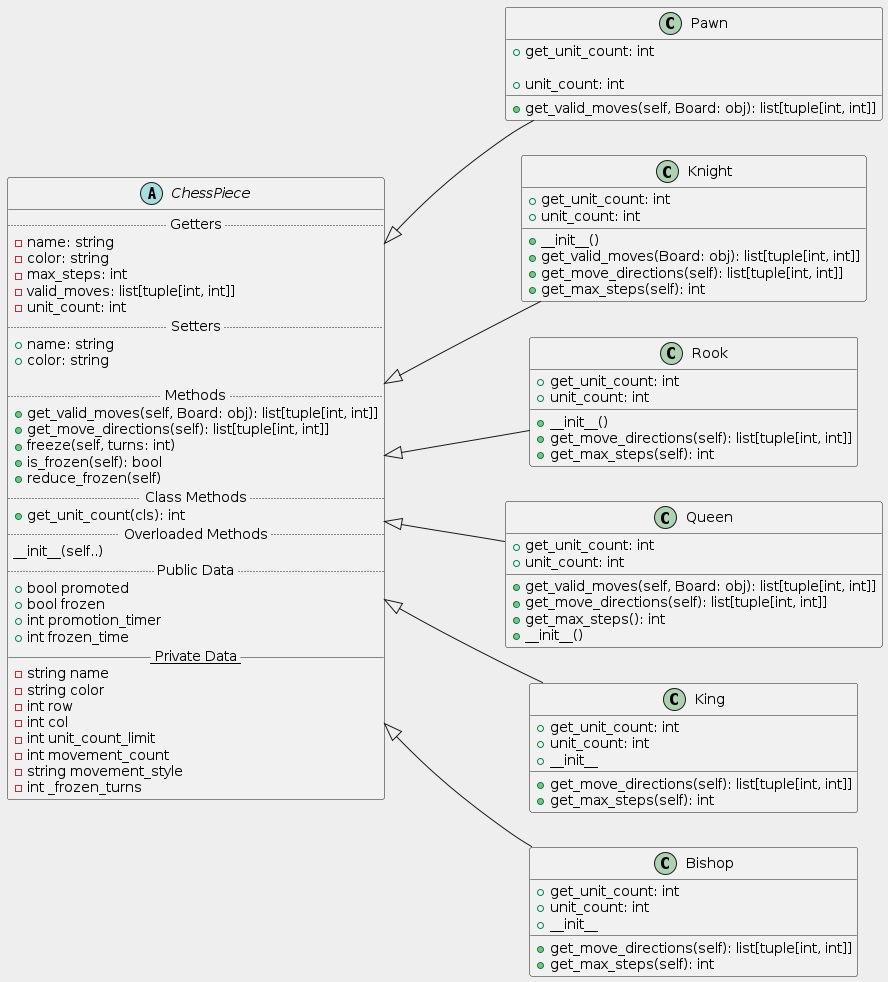 A ChessPiece
Getters
name: string
color: string
max_steps: int
valid_moves: list[tuple[int, int]]
unit_count: int
Setters
name: string
color: string
Methods
get_valid_moves(self, Board: obj): list[tuple[int, int]]
get_move_directions(self): list[tuple[int, int]]
freeze(self, turns: int)
is_frozen(self): bool
reduce_frozen(self)
Class Methods
get_unit_count(cls): int
Overloaded Methods
__init__(self..)
Public Data
bool promoted
bool frozen
int promotion_timer
int frozen_time
Private Data
string name
string color
int row
int col
int unit_count_limit
int movement_count
string movement_style
int _frozen_turns
C Pawn
get_unit_count: int
unit_count: int
get_valid_moves(self, Board: obj): list[tuple[int, int]]
C Knight
get_unit_count: int
unit_count: int
__init__()
get_valid_moves(Board: obj): list[tuple[int, int]]
get_move_directions(self): list[tuple[int, int]]
get_max_steps(self): int
C Rook
get_unit_count: int
unit_count: int
__init__()
get_move_directions(self): list[tuple[int, int]]
get_max_steps(self): int
C Queen
get_unit_count: int
unit_count: int
get_valid_moves(self, Board: obj): list[tuple[int, int]]
get_move_directions(self): list[tuple[int, int]]
get_max_steps(): int
__init__()
C King
get_unit_count: int
unit_count: int
__init__
get_move_directions(self): list[tuple[int, int]]
get_max_steps(self): int
C Bishop
get_unit_count: int
unit_count: int
__init__
get_move_directions(self): list[tuple[int, int]]
get_max_steps(self): int